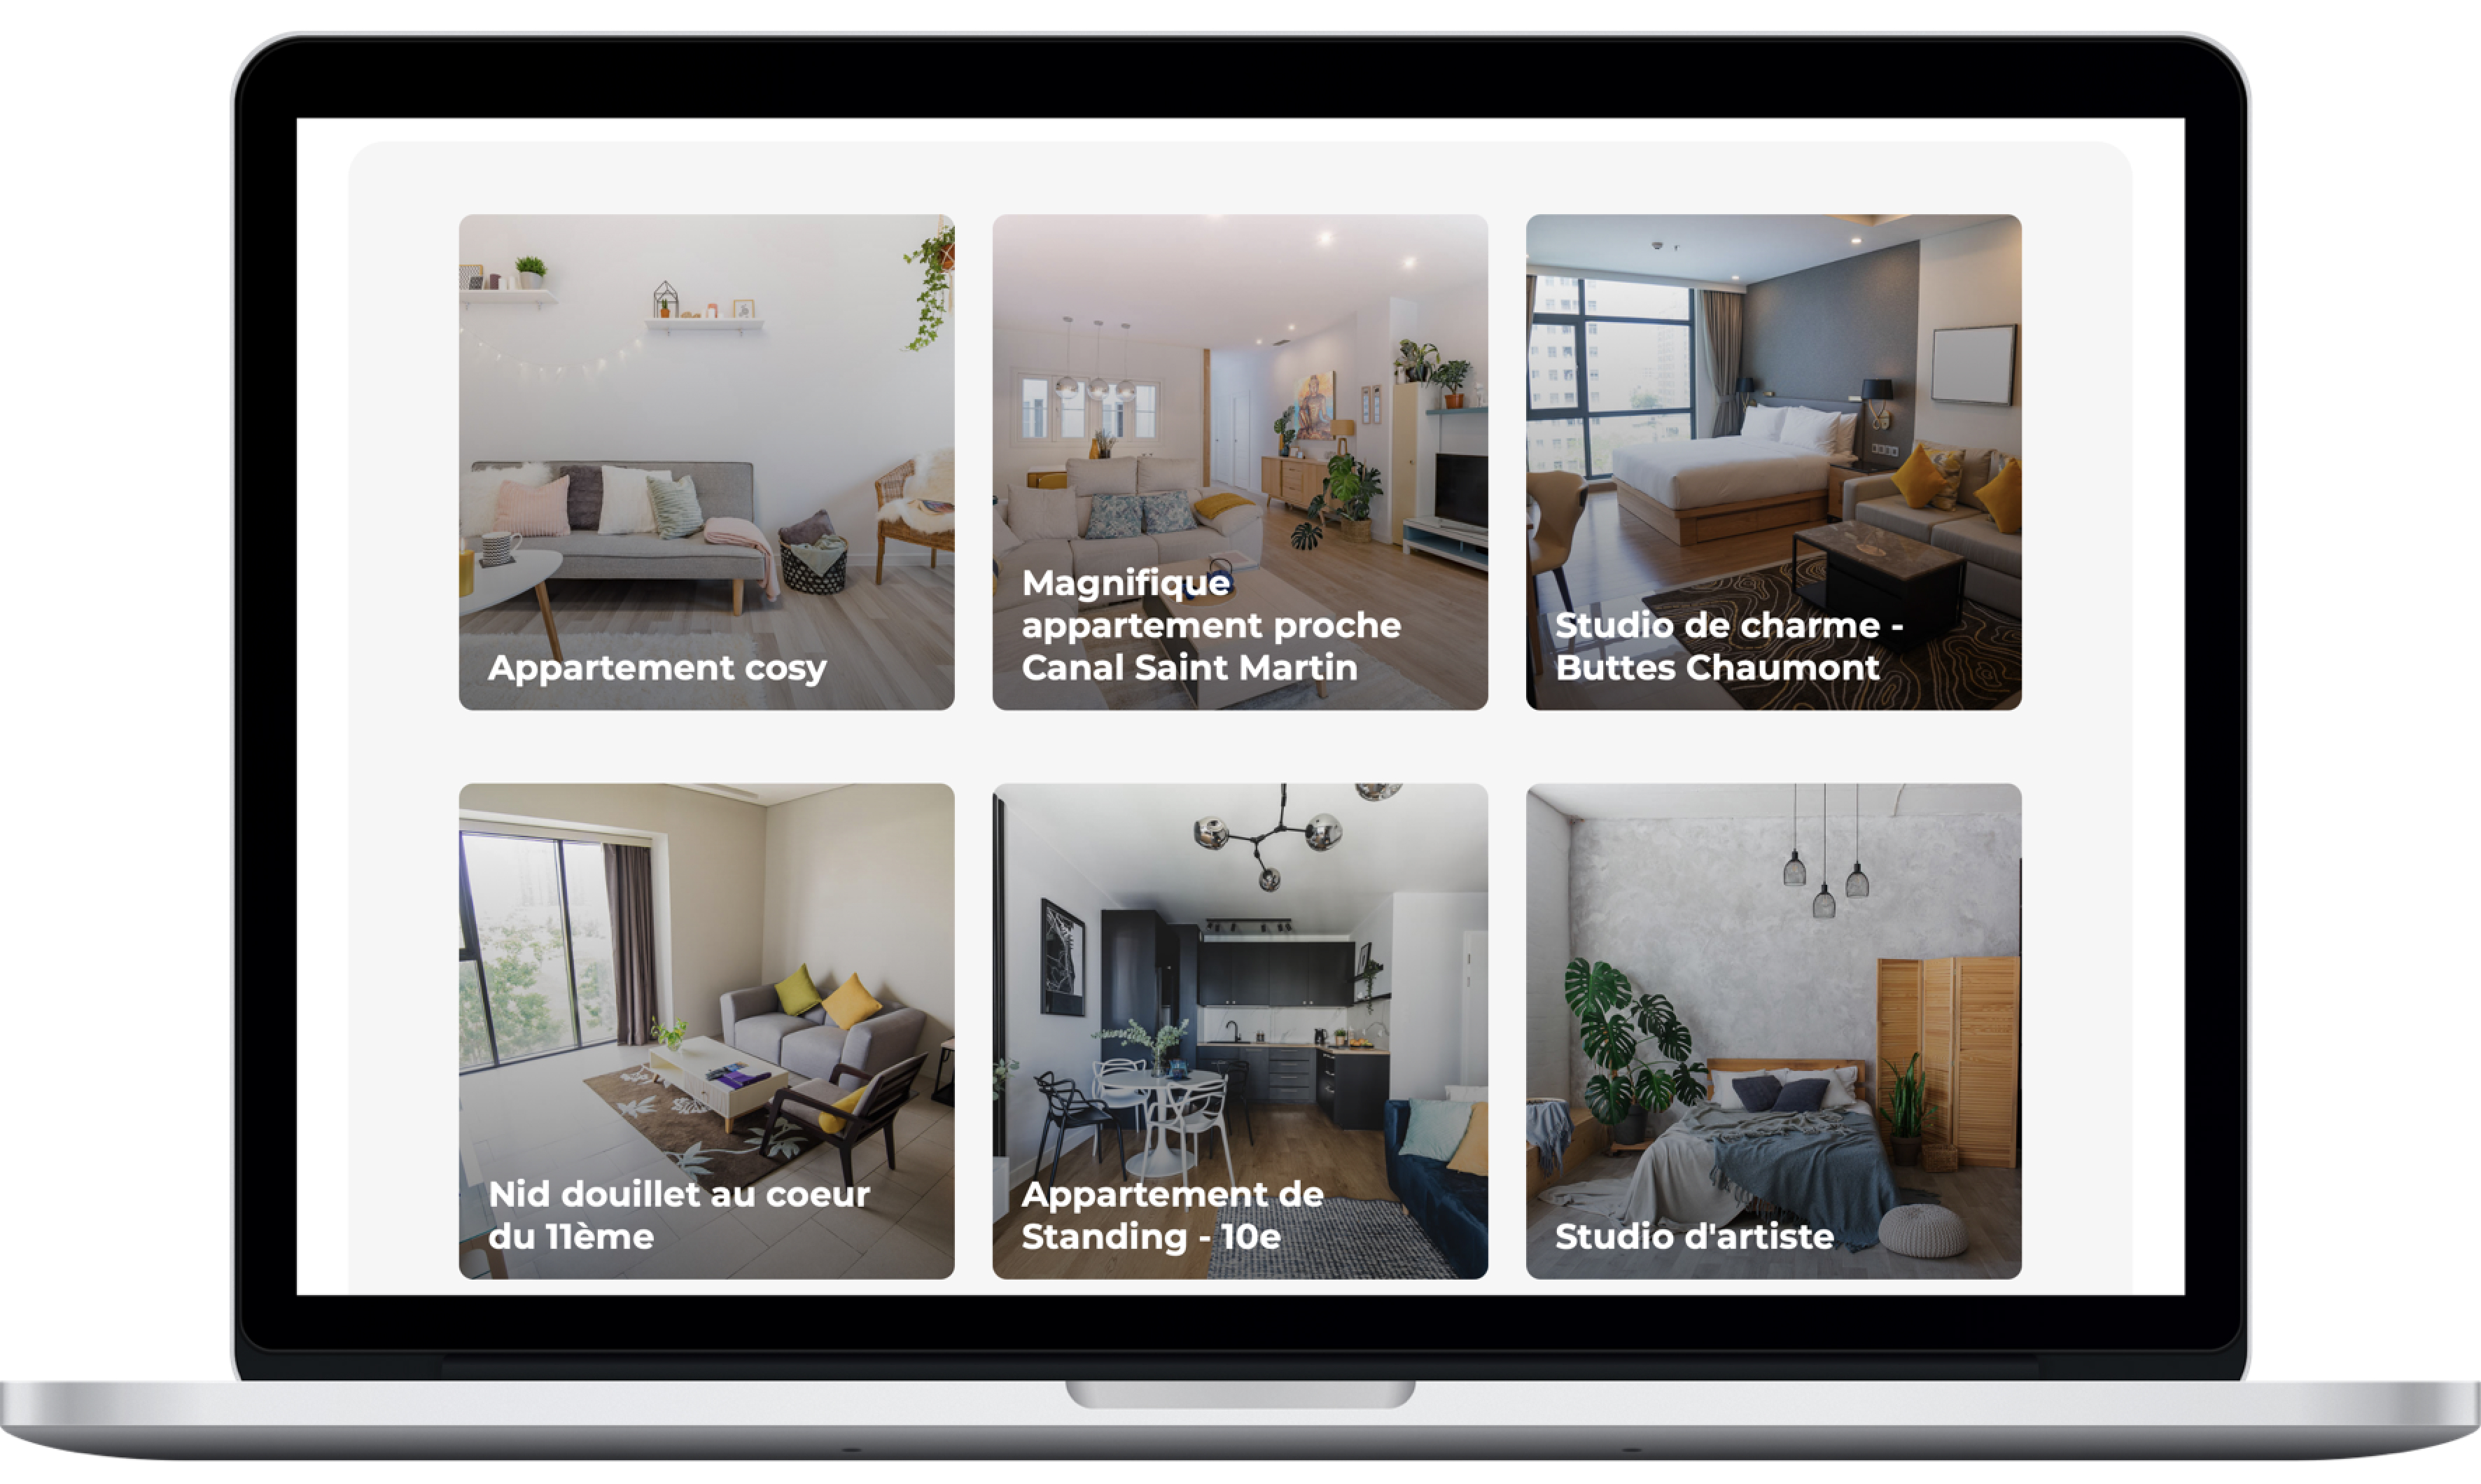 Appartement cosy
Magnifique
appartement proche
Canal Saint Martin
Studio de charme -
Buttes Chaumont
Nid douillet au coeur
du 11ème
Appartement de
Standing - 10e
Studio d'artiste